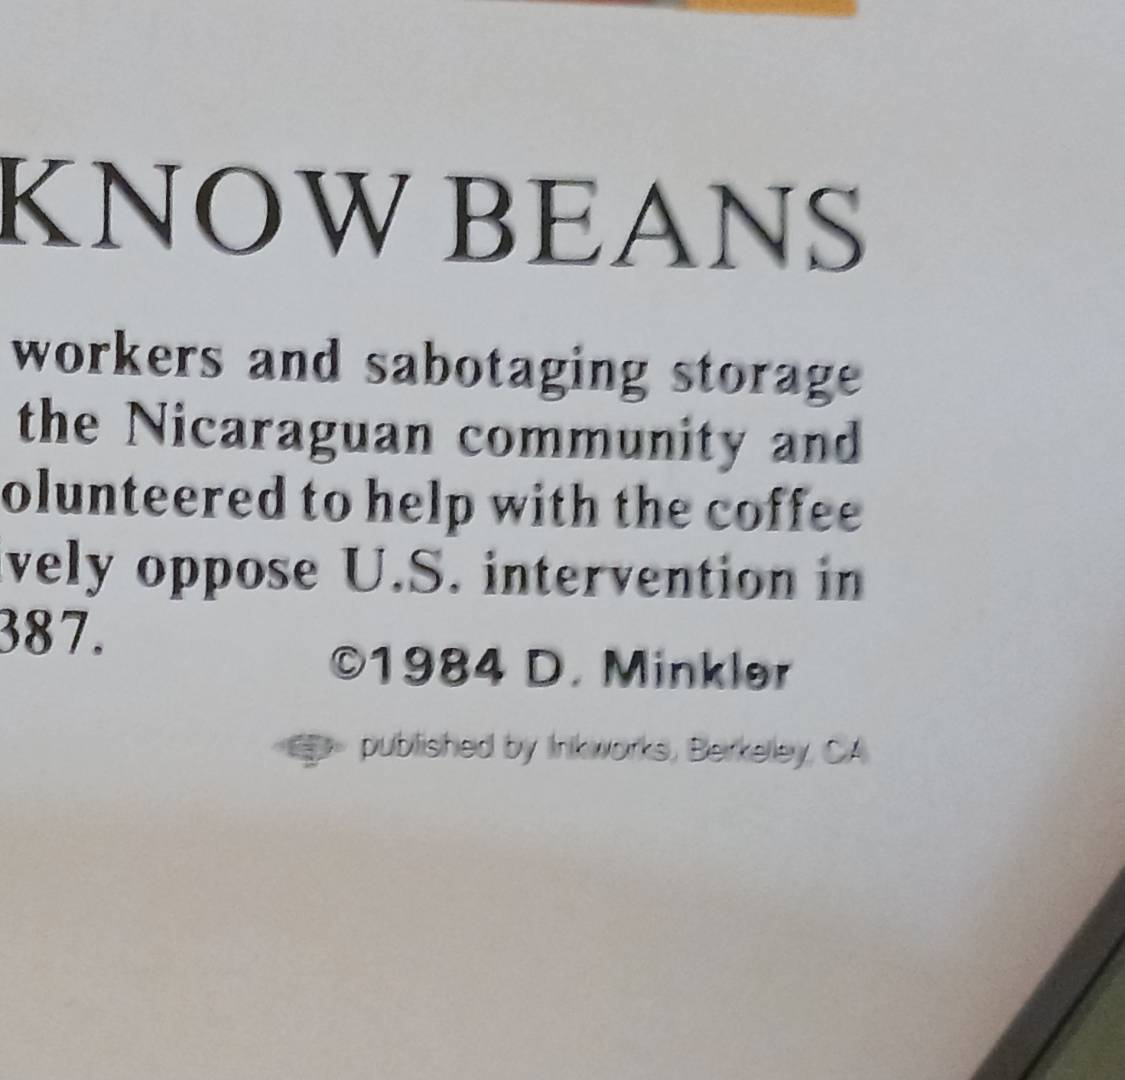 KNOW BEANS
workers and sabotaging storage
the Nicaraguan community and
olunteered to help with the coffee
vely oppose U.S. intervention in
387.
©1984 D. Minkler
published by Inkworks, Berkeley, CA